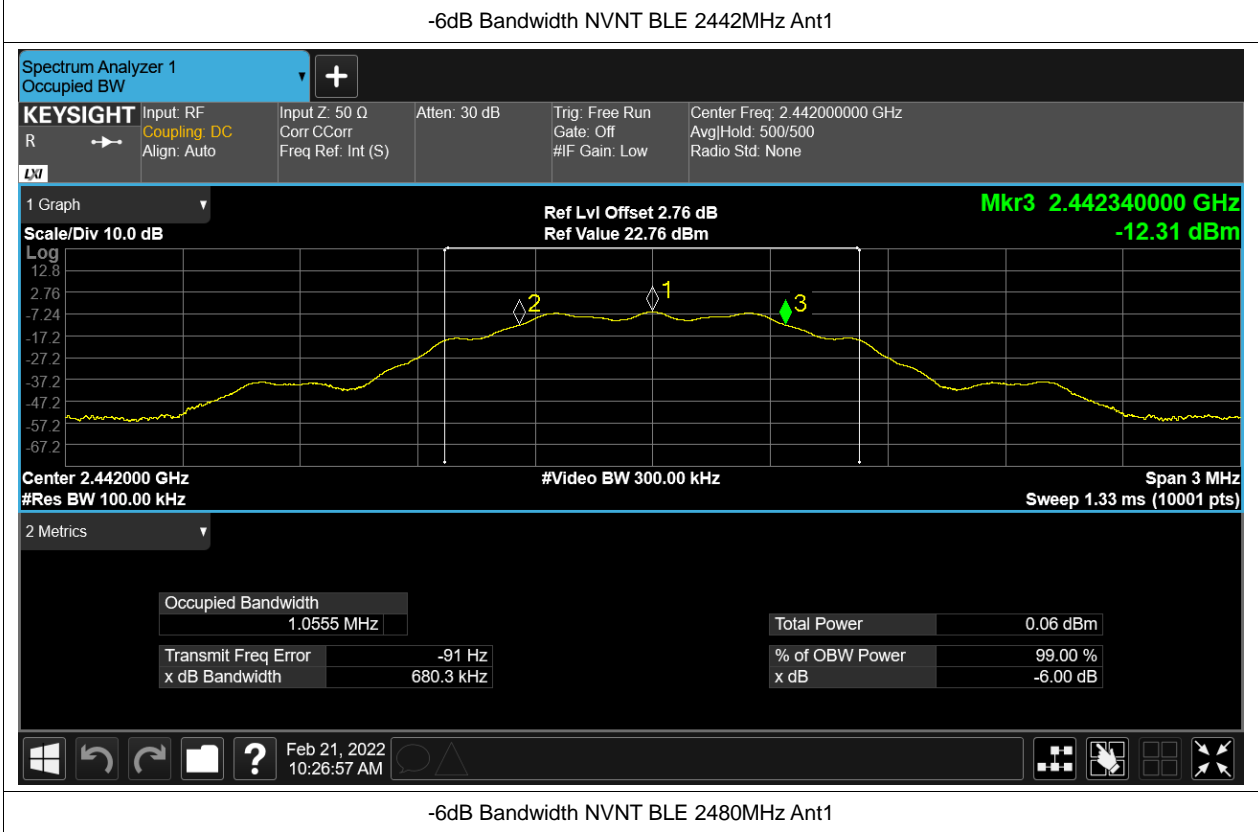 -6dB Bandwidth NVNT BLE 2442MHz Ant1
Spectrum Analyzer 1
Occupied BW
KEYSIGHT
R
LXI
Input: RF
Coupling: DC
Align: Auto
Input Z: 50 Ω
Corr CCorr
Freq Ref: Int (S)
Atten: 30 dB
Trig: Free Run
Gate: Off
#IF Gain: Low
Center Freq: 2.442000000 GHz
Avg|Hold: 500/500
Radio Std: None
1 Graph
Scale/Div 10.0 dB
Ref Lvl Offset 2.76 dB
Ref Value 22.76 dBm
Mkr3 2.442340000 GHz
-12.31 dBm
Log
12.8
2.76
-7.24
-17.2
-27.2
-37.2
-47.2
-57.2
-67.2
2
1
3
Center 2.442000 GHz
#Video BW 300.00 kHz
Span 3 MHz
#Res BW 100.00 kHz
Sweep 1.33 ms (10001 pts)
2 Metrics
Occupied Bandwidth
1.0555 MHz
Total Power 0.06 dBm
Transmit Freq Error -91 Hz
% of OBW Power 99.00 %
x dB Bandwidth 680.3 kHz
x dB -6.00 dB
?
Feb 21, 2022
10:26:57 AM
-6dB Bandwidth NVNT BLE 2480MHz Ant1